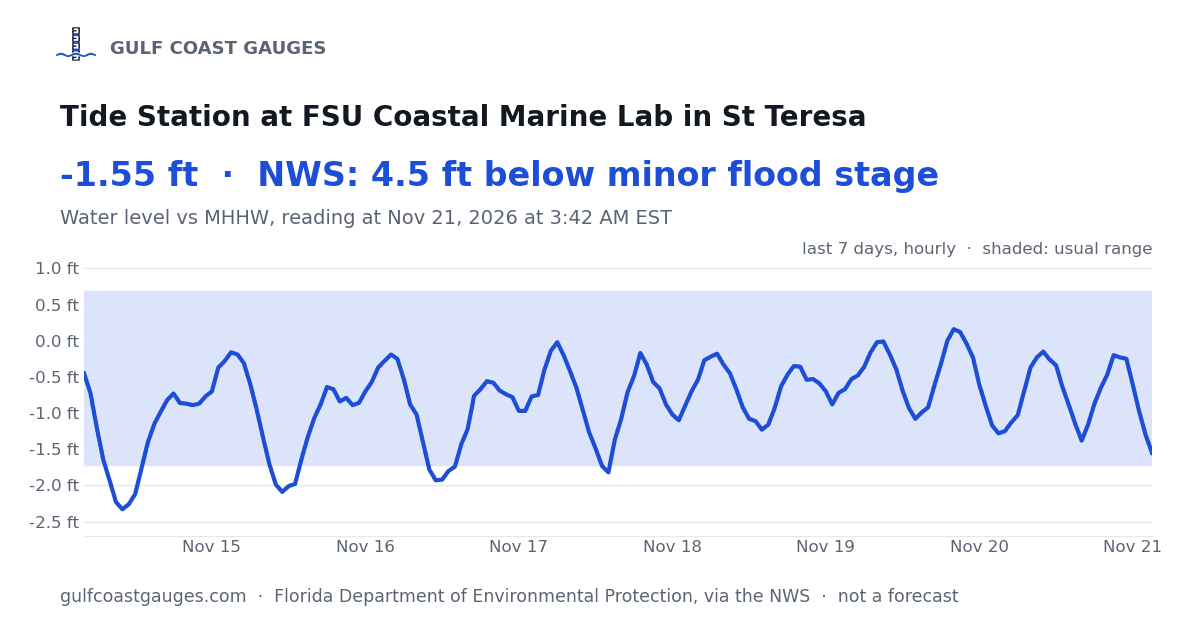 GULF COAST GAUGES
Tide Station at FSU Coastal Marine Lab in St Teresa
-1.55 ft · NWS: 4.5 ft below minor flood stage
Water level vs MHHW, reading at Nov 21, 2026 at 3:42 AM EST
last 7 days, hourly · shaded: usual range
1.0 ft
0.5 ft
0.0 ft
-0.5 ft
-1.0 ft
-1.5 ft
-2.0 ft
-2.5 ft
Nov 15 Nov 16 Nov 17 Nov 18 Nov 19 Nov 20 Nov 21
gulfcoastgauges.com · Florida Department of Environmental Protection, via the NWS · not a forecast